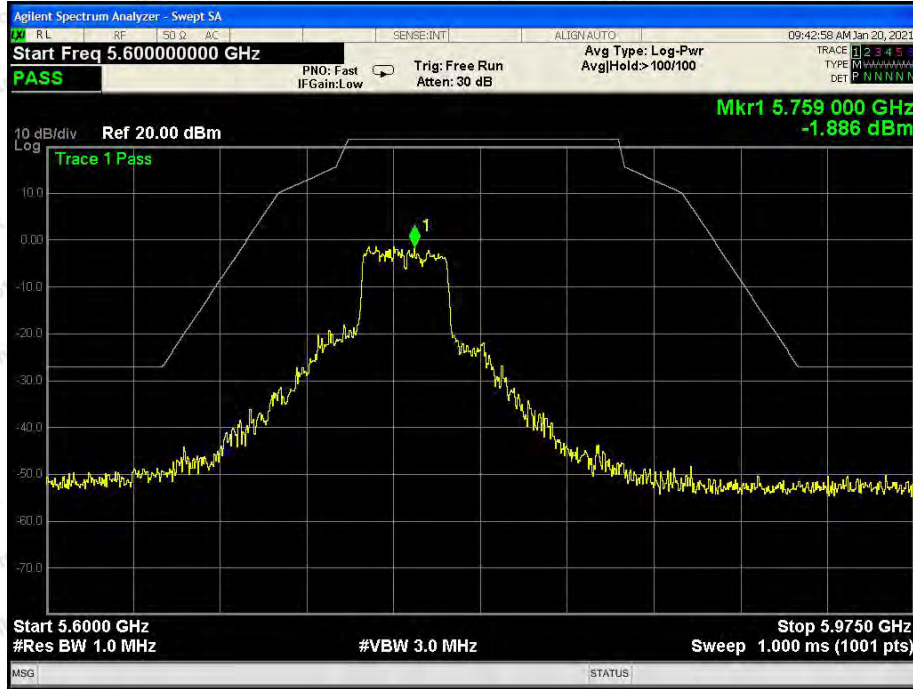 Agilent Spectrum Analyzer - Swept SA
LXI RL RF 50 Ω AC SENSE:INT ALIGN AUTO 09:42:58 AM Jan 20, 2021
Start Freq 5.600000000 GHz
PASS
PNO: Fast
IFGain:Low
Trig: Free Run
Atten: 30 dB
Avg Type: Log-Pwr
Avg|Hold:>100/100
TRACE 1 2 3 4 5
TYPE M
DET P N N N N N
Mkr1 5.759 000 GHz
-1.886 dBm
10 dB/div Ref 20.00 dBm
Log
Trace 1 Pass
10.0
1
0.00
-10.0
-20.0
-30.0
-40.0
-50.0
-60.0
-70.0
Start 5.6000 GHz Stop 5.9750 GHz
#Res BW 1.0 MHz #VBW 3.0 MHz Sweep 1.000 ms (1001 pts)
MSG STATUS